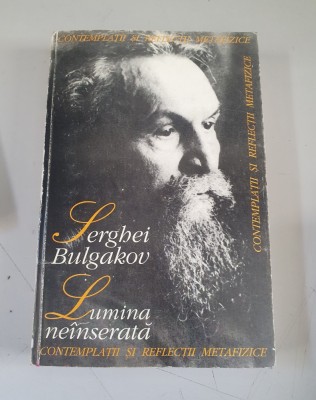 CONTEMPLAȚII ȘI REFLECȚII METAFIZICE
CONTEMPLAȚII ȘI REFLECȚII METAFIZICE
Serghei
Bulgakov
Lumina
neînserată
CONTEMPLAȚII ȘI REFLECȚII METAFIZICE